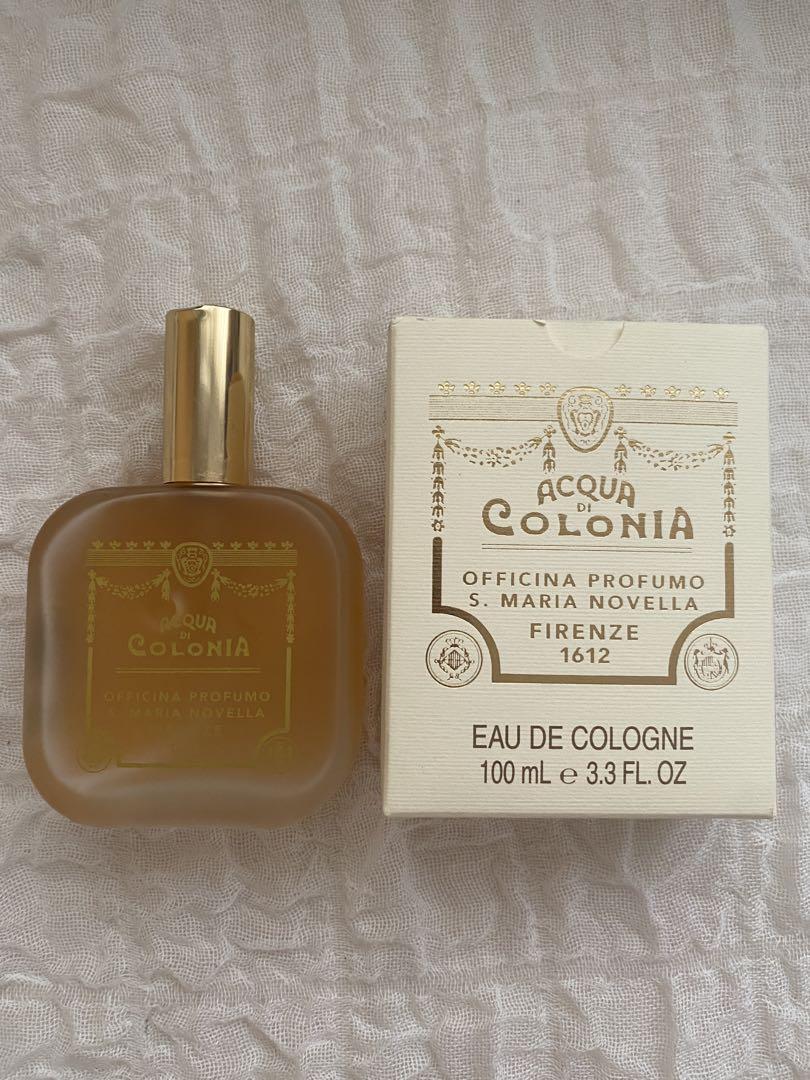 ACQUA
DI
COLONIA
OFFICINA PROFUMO
S. MARIA NOVELLA
ACQUA
DI
COLONIA
OFFICINA PROFUMO
S. MARIA NOVELLA
FIRENZE
1612
EAU DE COLOGNE
100 mL ℮ 3.3 FL. OZ